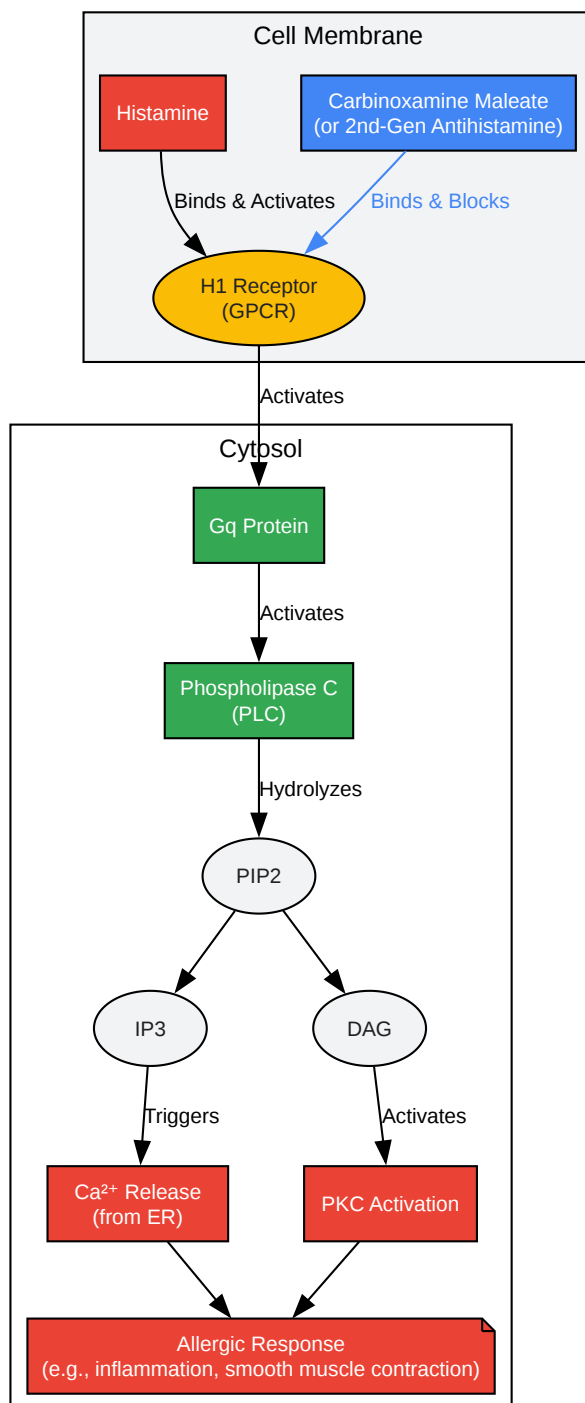 Cell Membrane
Histamine
Carbinoxamine Maleate
(or 2nd-Gen Antihistamine)
Binds & Activates
Binds & Blocks
H1 Receptor
(GPCR)
Activates
Cytosol
Gq Protein
Activates
Phospholipase C
(PLC)
Hydrolyzes
PIP2
IP3
DAG
Triggers
Activates
Ca²⁺ Release
(from ER)
PKC Activation
Allergic Response
(e.g., inflammation, smooth muscle contraction)